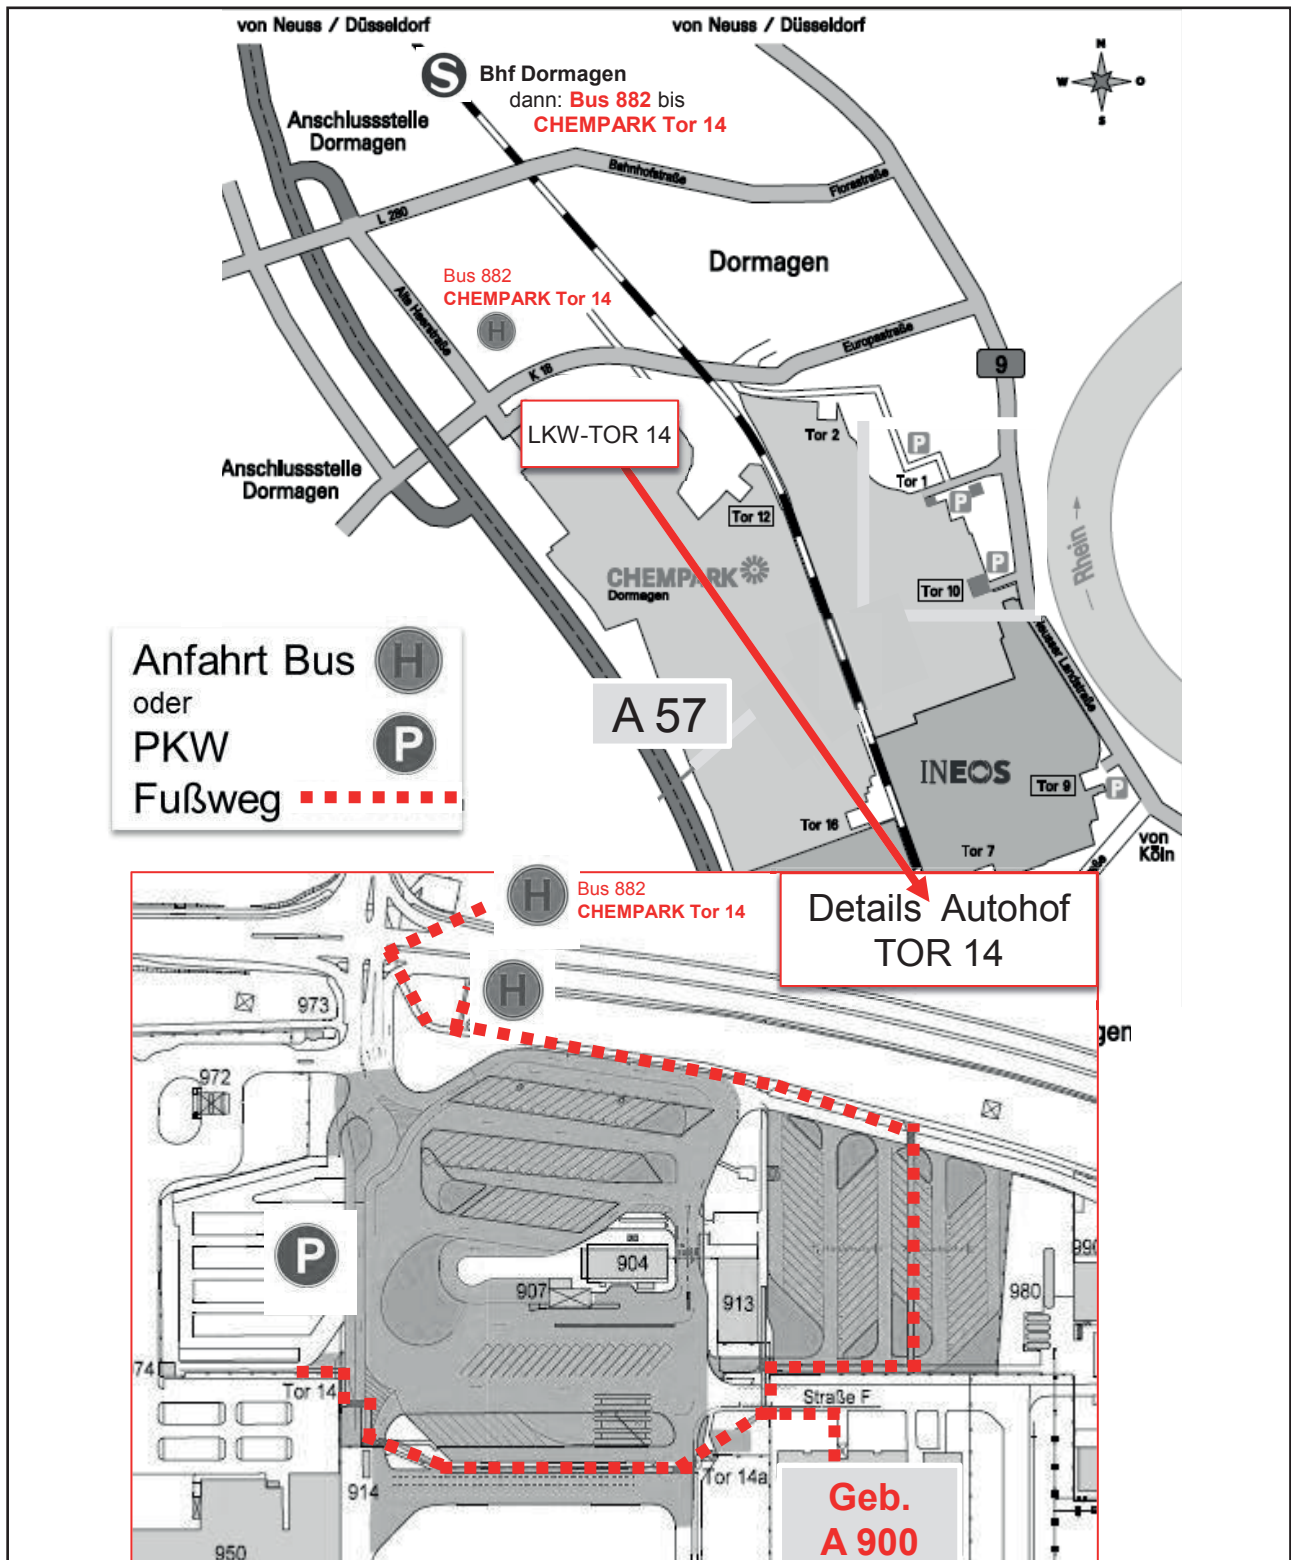 von Neuss / Düsseldorf
von Neuss / Düsseldorf
N
W
O
S
S
Bhf Dormagen
dann: Bus 882 bis
CHEMPARK Tor 14
Anschlussstelle
Dormagen
Bahnhofstraße
Florastraße
L 280
Dormagen
Bus 882
CHEMPARK Tor 14
H
Alte Heerstraße
Europastraße
K 18
9
LKW-TOR 14
Tor 2
P
Anschlussstelle
Dormagen
Tor 1
P
Tor 12
Rhein
P
CHEMPARK
Dormagen
Tor 10
Neusser Landstraße
Anfahrt Bus H
oder
PKW P
Fußweg
A 57
INEOS
Tor 9
P
Tor 16
Tor 7
von
Köln
H
Bus 882
CHEMPARK Tor 14
Details Autohof
TOR 14
H
973
gen
972
P
904
907
913
980
990
74
Tor 14
Straße F
Tor 14a
914
Geb.
A 900
950